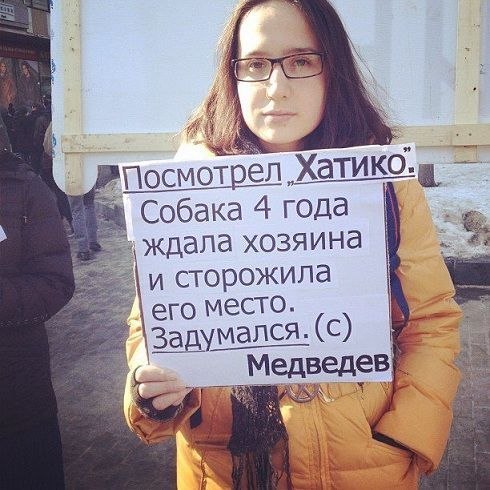 Посмотрел „Хатико”.
Собака 4 года
ждала хозяина
и сторожила
его место.
Задумался. (с)
Медведев